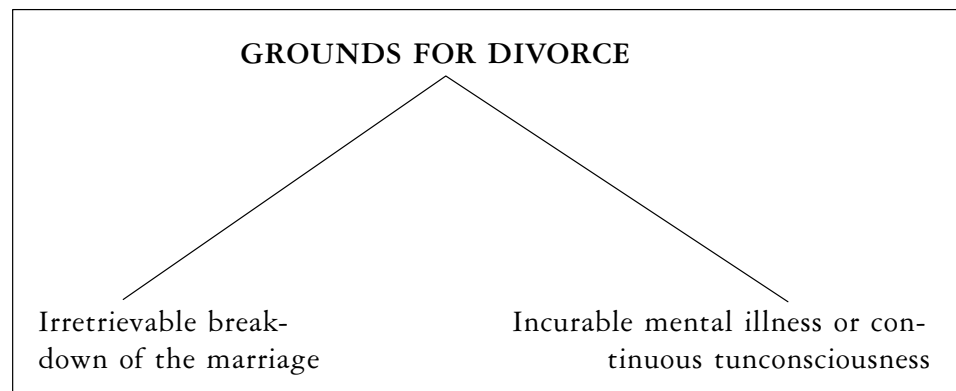 GROUNDS FOR DIVORCE
Irretrievable break-
down of the marriage
Incurable mental illness or con-
tinuous tunconsciousness